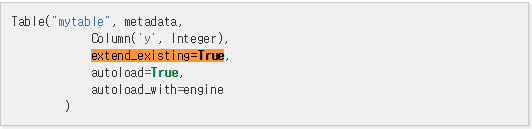 Table("mytable", metadata,
Column('y', Integer),
extend_existing=True,
autoload=True,
autoload_with=engine
)